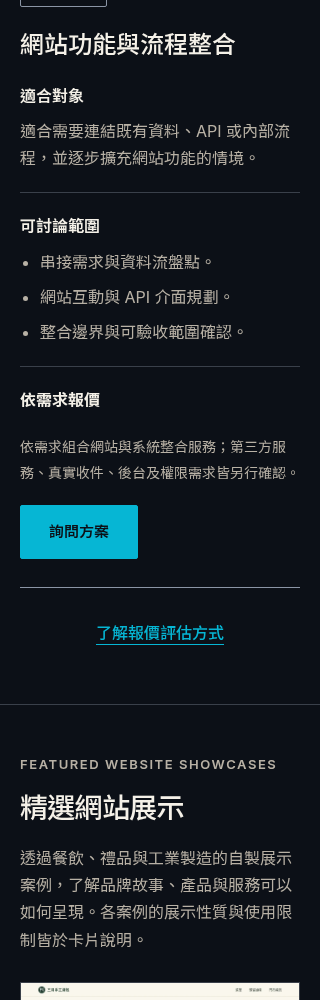 網站功能與流程整合
適合對象
適合需要連結既有資料、API 或內部流
程，並逐步擴充網站功能的情境。
可討論範圍
• 串接需求與資料流盤點。
• 網站互動與 API 介面規劃。
• 整合邊界與可驗收範圍確認。
依需求報價
依需求組合網站與系統整合服務；第三方服
務、真實收件、後台及權限需求皆另行確認。
詢問方案
了解報價評估方式
FEATURED WEBSITE SHOWCASES
精選網站展示
透過餐飲、禮品與工業製造的自製展示
案例，了解品牌故事、產品與服務可以
如何呈現。各案例的展示性質與使用限
制皆於卡片說明。